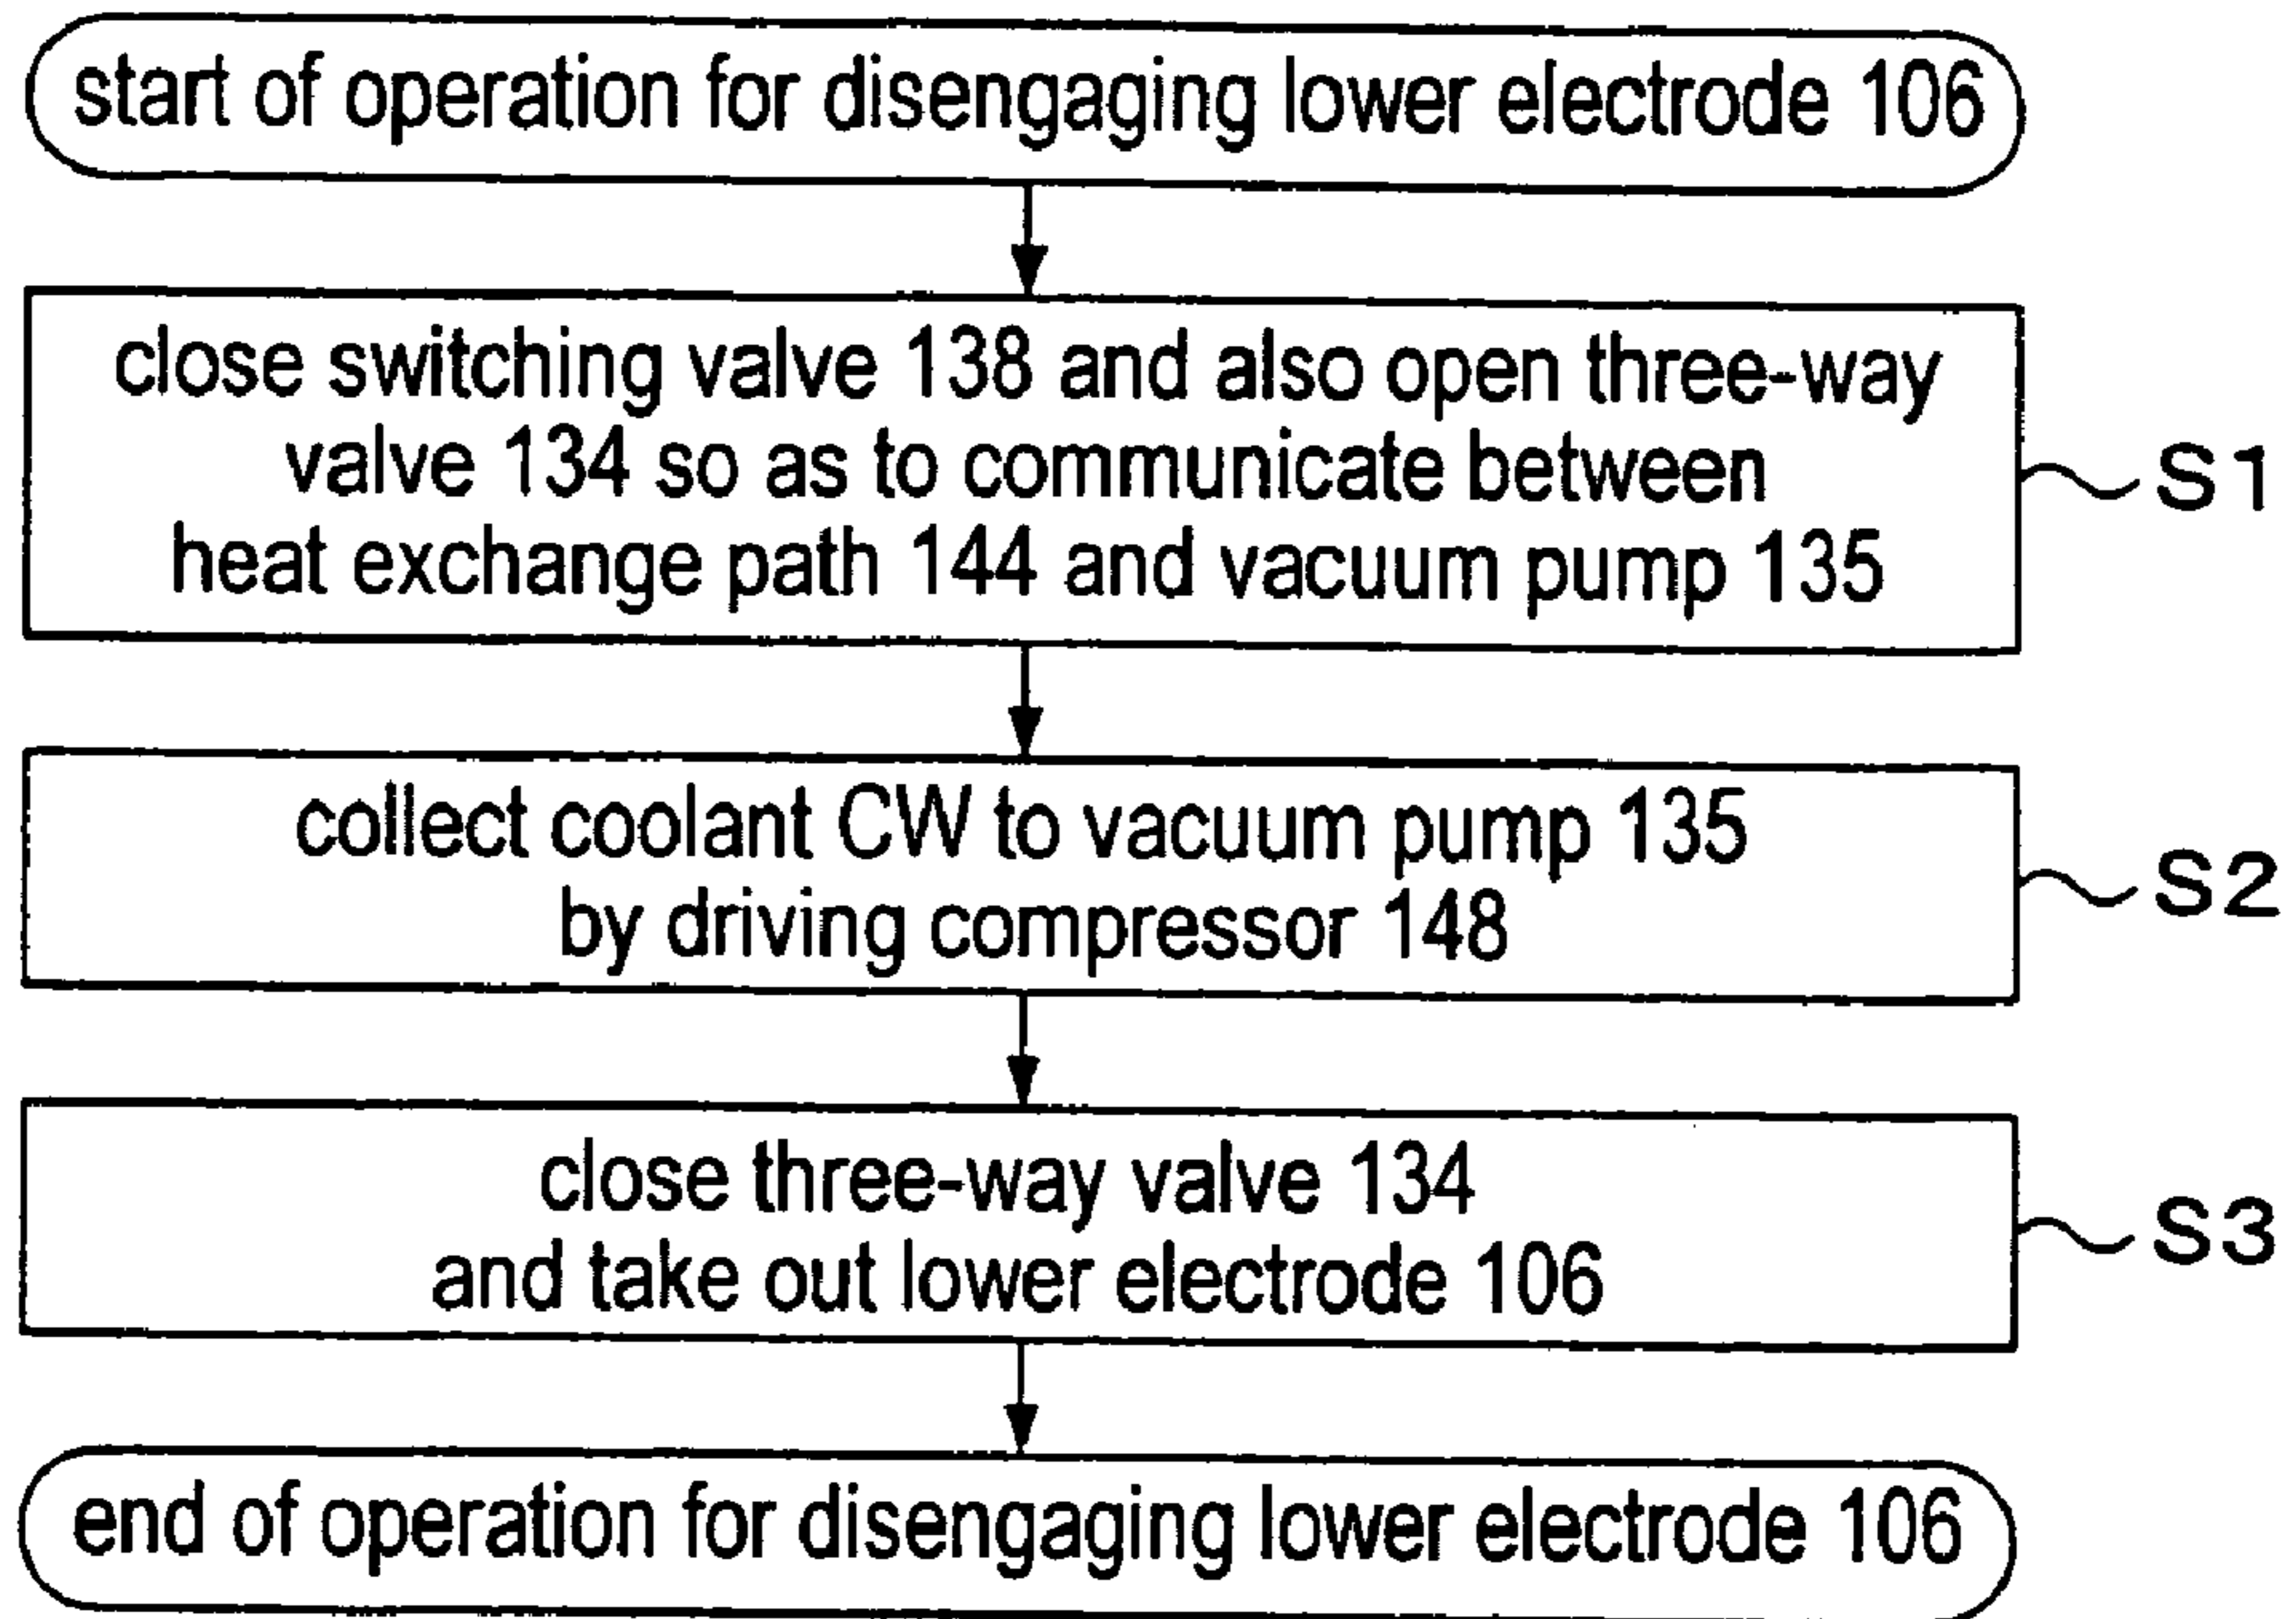 start of operation for disengaging lower electrode 106
close switching valve 138 and also open three-way
valve 134 so as to communicate between
heat exchange path 144 and vacuum pump 135
S1
collect coolant CW to vacuum pump 135
by driving compressor 148
S2
close three-way valve 134
and take out lower electrode 106
S3
end of operation for disengaging lower electrode 106